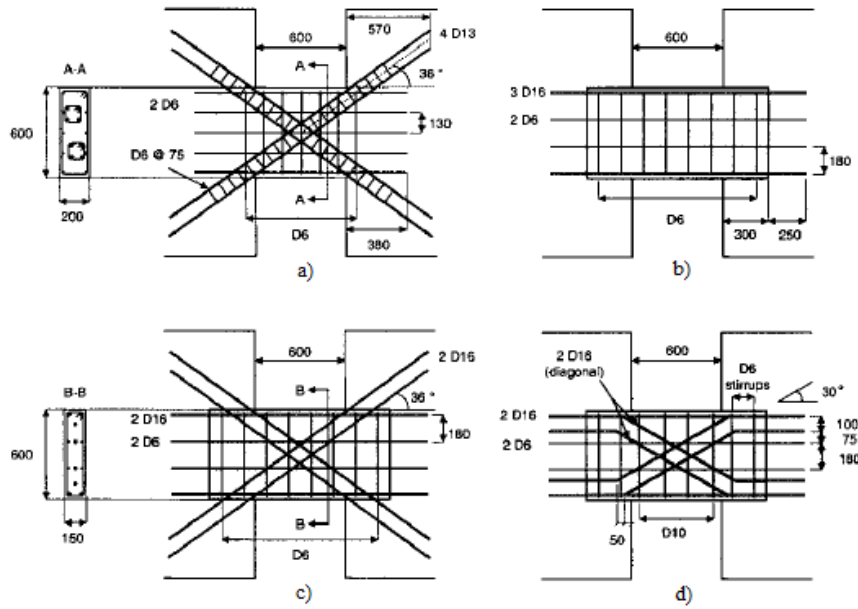 600
570
4 D13
A
A-A
36°
2 D6
600
130
D6 @ 75
A
200
D6
380
a)
600
3 D16
2 D6
180
D6
300
250
b)
600
2 D16
B
B-B
36°
2 D16
180
2 D6
600
B
150
D6
c)
600
2 D16
(diagonal)
D6
stirrups
30°
2 D16
100
2 D6
75
180
50
D10
d)